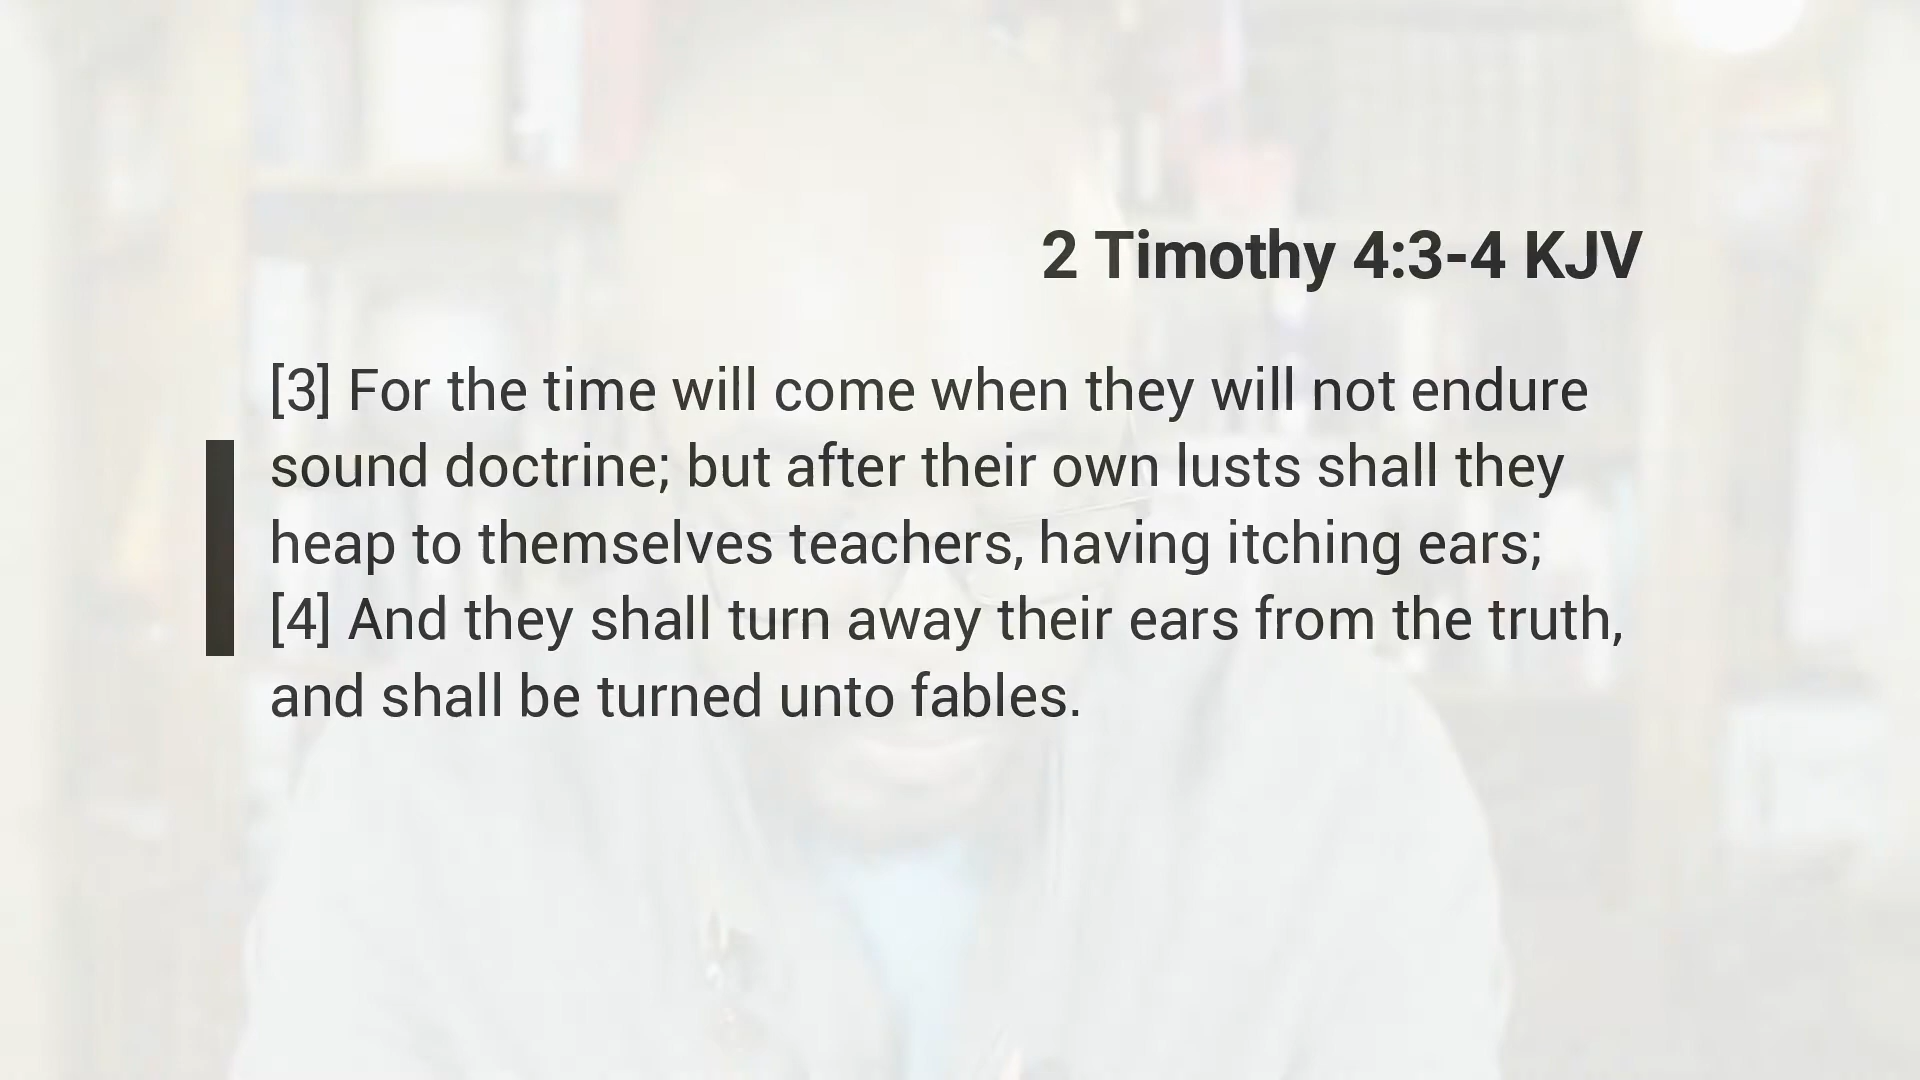 2 Timothy 4:3-4 KJV
[3] For the time will come when they will not endure
sound doctrine; but after their own lusts shall they
heap to themselves teachers, having itching ears;
[4] And they shall turn away their ears from the truth,
and shall be turned unto fables.